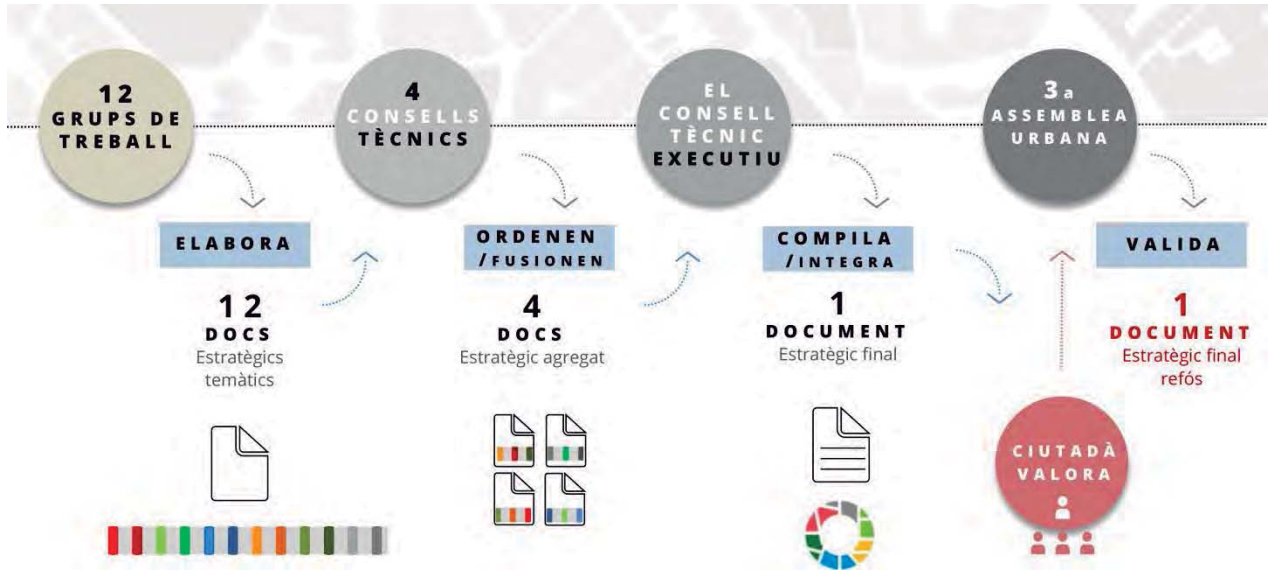 12
GRUPS DE
TREBALL
ELABORA
12
DOCS
Estratègics
temàtics
4
CONSELLS
TÈCNICS
ORDENEN
/FUSIONEN
4
DOCS
Estratègic agregat
EL
CONSELL
TÈCNIC
EXECUTIU
COMPILA
/INTEGRA
1
DOCUMENT
Estratègic final
3a
ASSEMBLEA
URBANA
CIUTADÀ
VALORA
VALIDA
1
DOCUMENT
Estratègic final
refós